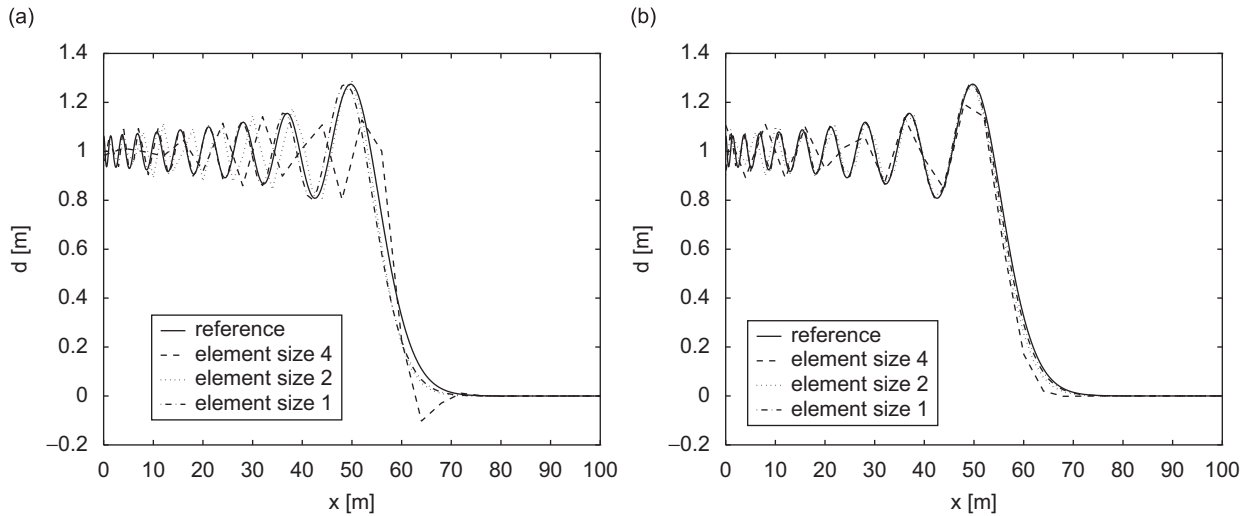 (a)
1.4
1.2
1
0.8
0.6
0.4
0.2
0
–0.2
d [m]
reference
element size 4
element size 2
element size 1
0 10 20 30 40 50 60 70 80 90 100
x [m]
(b)
1.4
1.2
1
0.8
0.6
0.4
0.2
0
–0.2
d [m]
reference
element size 4
element size 2
element size 1
0 10 20 30 40 50 60 70 80 90 100
x [m]